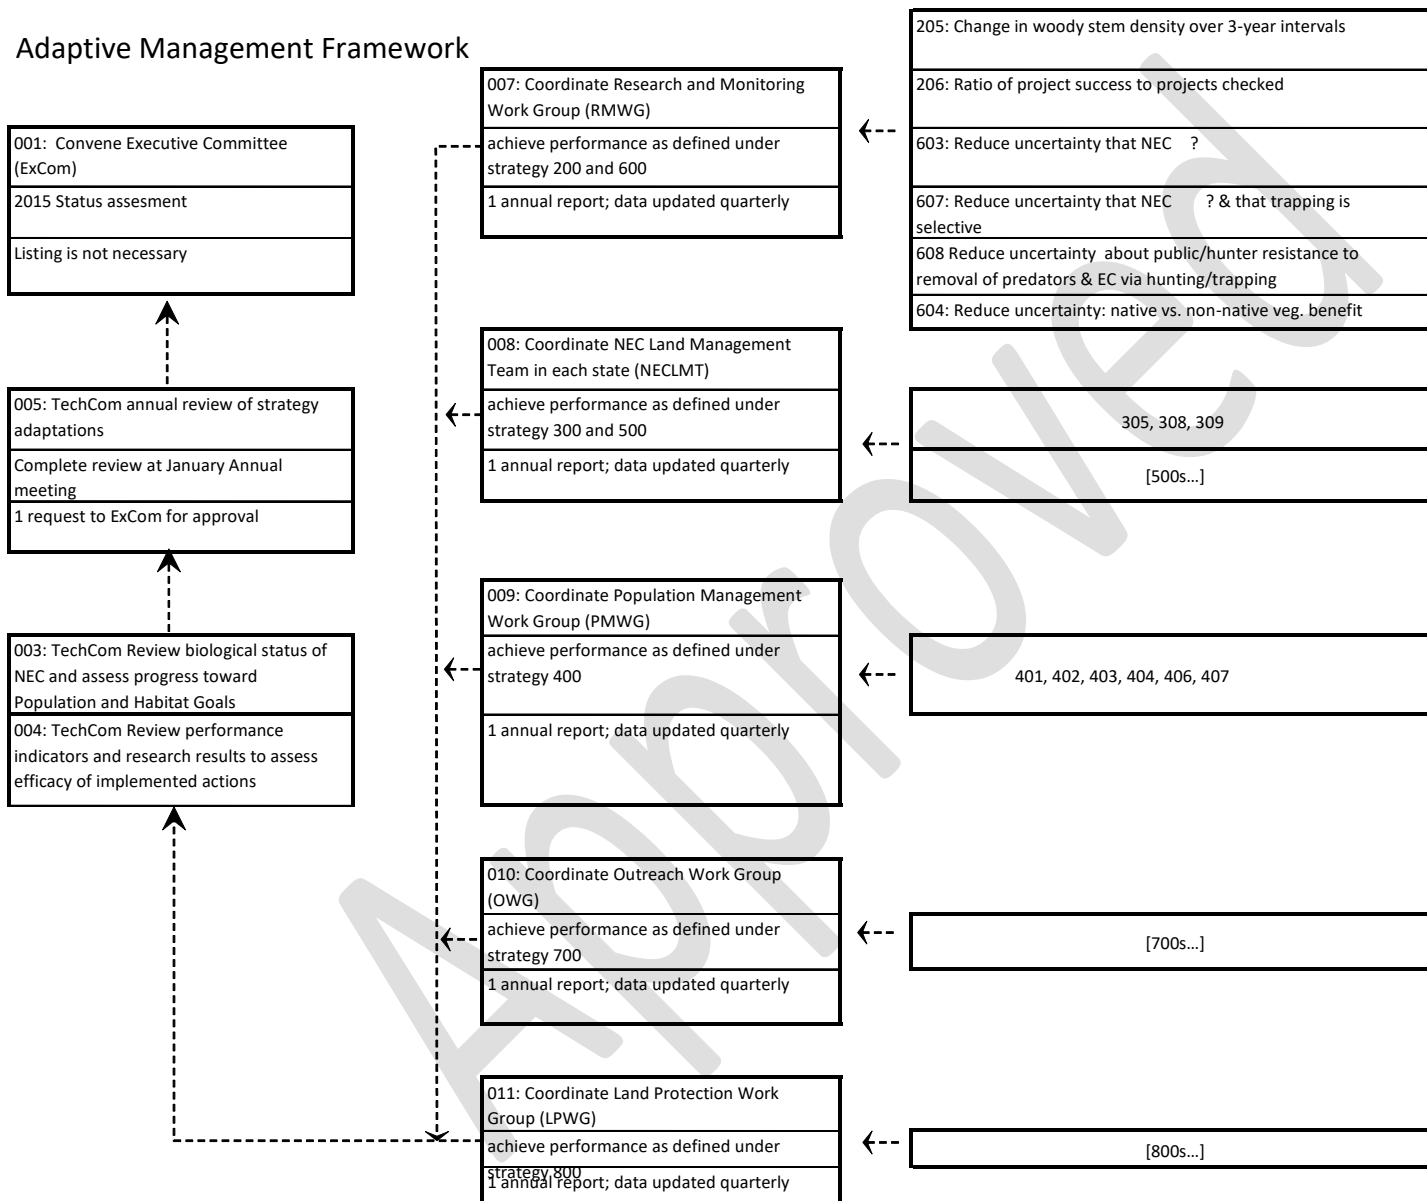 Adaptive Management Framework
001: Convene Executive Committee
(ExCom)
2015 Status assesment
Listing is not necessary
005: TechCom annual review of strategy
adaptations
Complete review at January Annual
meeting
1 request to ExCom for approval
003: TechCom Review biological status of
NEC and assess progress toward
Population and Habitat Goals
004: TechCom Review performance
indicators and research results to assess
efficacy of implemented actions
007: Coordinate Research and Monitoring
Work Group (RMWG)
achieve performance as defined under
strategy 200 and 600
1 annual report; data updated quarterly
008: Coordinate NEC Land Management
Team in each state (NECLMT)
achieve performance as defined under
strategy 300 and 500
1 annual report; data updated quarterly
009: Coordinate Population Management
Work Group (PMWG)
achieve performance as defined under
strategy 400
1 annual report; data updated quarterly
010: Coordinate Outreach Work Group
(OWG)
achieve performance as defined under
strategy 700
1 annual report; data updated quarterly
011: Coordinate Land Protection Work
Group (LPWG)
achieve performance as defined under
strategy 800
1 annual report; data updated quarterly
205: Change in woody stem density over 3-year intervals
206: Ratio of project success to projects checked
603: Reduce uncertainty that NEC ?
607: Reduce uncertainty that NEC ? & that trapping is
selective
608 Reduce uncertainty about public/hunter resistance to
removal of predators & EC via hunting/trapping
604: Reduce uncertainty: native vs. non-native veg. benefit
305, 308, 309
[500s...]
401, 402, 403, 404, 406, 407
[700s...]
[800s...]
Approved